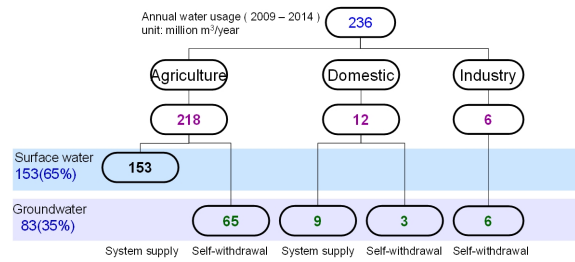 Annual water usage ( 2009 – 2014 )
unit: million m³/year
236
Agriculture Domestic Industry
218 12 6
Surface water
153(65%)
153
Groundwater
83(35%)
65 9 3 6
System supply Self-withdrawal System supply Self-withdrawal Self-withdrawal